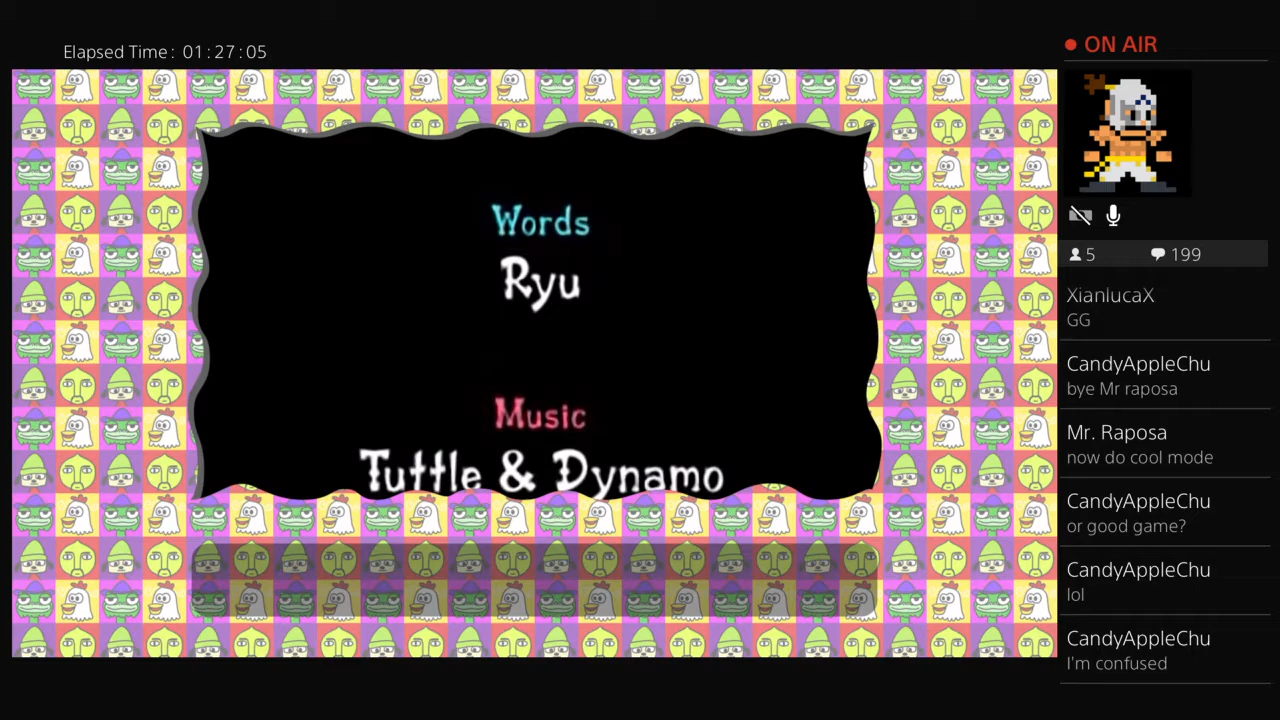 Elapsed Time: 01:27:05
ON AIR
Words
Ryu
Music
Tuttle & Dynamo
5
199
XianlucaX
GG
CandyAppleChu
bye Mr raposa
Mr. Raposa
now do cool mode
CandyAppleChu
or good game?
CandyAppleChu
lol
CandyAppleChu
I'm confused